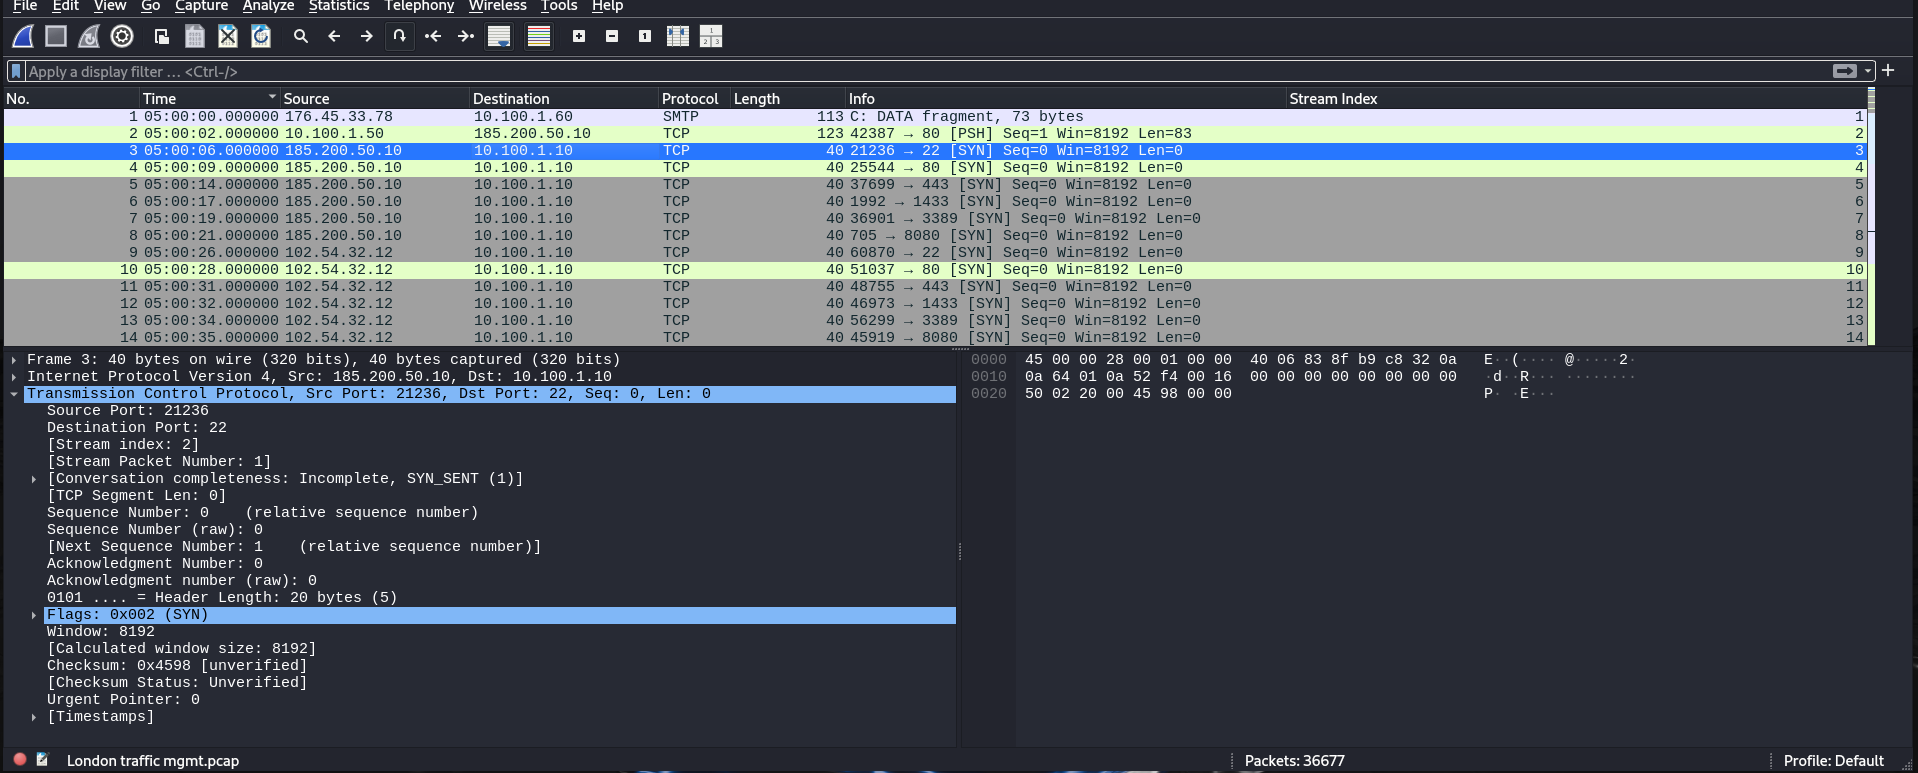 File Edit View Go Capture Analyze Statistics Telephony Wireless Tools Help
Apply a display filter … <Ctrl-/>
No. Time Source Destination Protocol Length Info Stream Index
1 05:00:00.000000 176.45.33.78 10.100.1.60 SMTP 113 C: DATA fragment, 73 bytes 1
2 05:00:02.000000 10.100.1.50 185.200.50.10 TCP 123 42387 → 80 [PSH] Seq=1 Win=8192 Len=83 2
3 05:00:06.000000 185.200.50.10 10.100.1.10 TCP 40 21236 → 22 [SYN] Seq=0 Win=8192 Len=0 3
4 05:00:09.000000 185.200.50.10 10.100.1.10 TCP 40 25544 → 80 [SYN] Seq=0 Win=8192 Len=0 4
5 05:00:14.000000 185.200.50.10 10.100.1.10 TCP 40 37699 → 443 [SYN] Seq=0 Win=8192 Len=0 5
6 05:00:17.000000 185.200.50.10 10.100.1.10 TCP 40 1992 → 1433 [SYN] Seq=0 Win=8192 Len=0 6
7 05:00:19.000000 185.200.50.10 10.100.1.10 TCP 40 36901 → 3389 [SYN] Seq=0 Win=8192 Len=0 7
8 05:00:21.000000 185.200.50.10 10.100.1.10 TCP 40 705 → 8080 [SYN] Seq=0 Win=8192 Len=0 8
9 05:00:26.000000 102.54.32.12 10.100.1.10 TCP 40 60870 → 22 [SYN] Seq=0 Win=8192 Len=0 9
10 05:00:28.000000 102.54.32.12 10.100.1.10 TCP 40 51037 → 80 [SYN] Seq=0 Win=8192 Len=0 10
11 05:00:31.000000 102.54.32.12 10.100.1.10 TCP 40 48755 → 443 [SYN] Seq=0 Win=8192 Len=0 11
12 05:00:32.000000 102.54.32.12 10.100.1.10 TCP 40 46973 → 1433 [SYN] Seq=0 Win=8192 Len=0 12
13 05:00:34.000000 102.54.32.12 10.100.1.10 TCP 40 56299 → 3389 [SYN] Seq=0 Win=8192 Len=0 13
14 05:00:35.000000 102.54.32.12 10.100.1.10 TCP 40 45919 → 8080 [SYN] Seq=0 Win=8192 Len=0 14
Frame 3: 40 bytes on wire (320 bits), 40 bytes captured (320 bits)
Internet Protocol Version 4, Src: 185.200.50.10, Dst: 10.100.1.10
Transmission Control Protocol, Src Port: 21236, Dst Port: 22, Seq: 0, Len: 0
Source Port: 21236
Destination Port: 22
[Stream index: 2]
[Stream Packet Number: 1]
[Conversation completeness: Incomplete, SYN_SENT (1)]
[TCP Segment Len: 0]
Sequence Number: 0 (relative sequence number)
Sequence Number (raw): 0
[Next Sequence Number: 1 (relative sequence number)]
Acknowledgment Number: 0
Acknowledgment number (raw): 0
0101 .... = Header Length: 20 bytes (5)
Flags: 0x002 (SYN)
Window: 8192
[Calculated window size: 8192]
Checksum: 0x4598 [unverified]
[Checksum Status: Unverified]
Urgent Pointer: 0
[Timestamps]
0000 45 00 00 28 00 01 00 00 40 06 83 8f b9 c8 32 0a E··(····@·····2·
0010 0a 64 01 0a 52 f4 00 16 00 00 00 00 00 00 00 00 ·d··R··· ········
0020 50 02 20 00 45 98 00 00 P· ·E···
London traffic mgmt.pcap Packets: 36677 Profile: Default